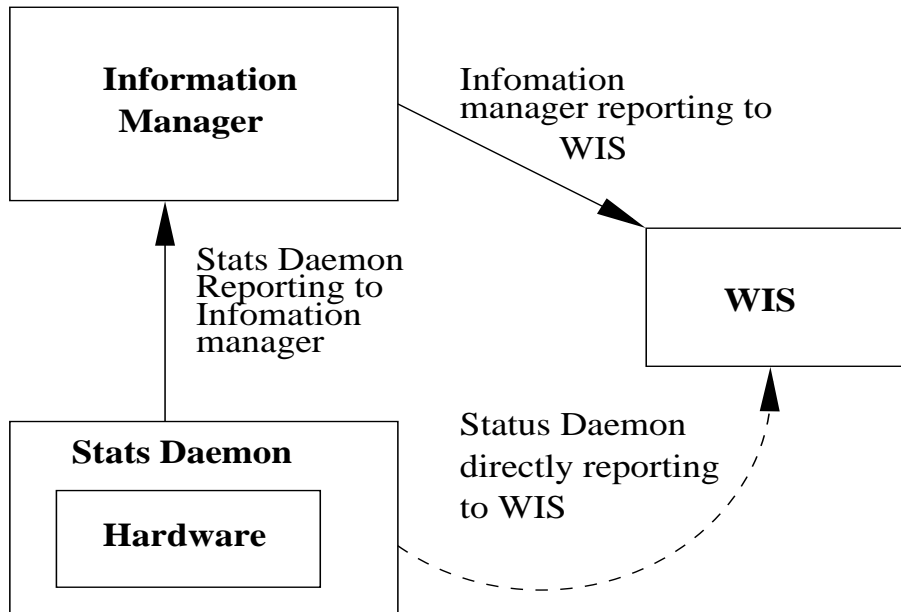 Information
Manager
Infomation
manager reporting to
WIS
Stats Daemon
Reporting to
Infomation
manager
WIS
Stats Daemon
Hardware
Status Daemon
directly reporting
to WIS